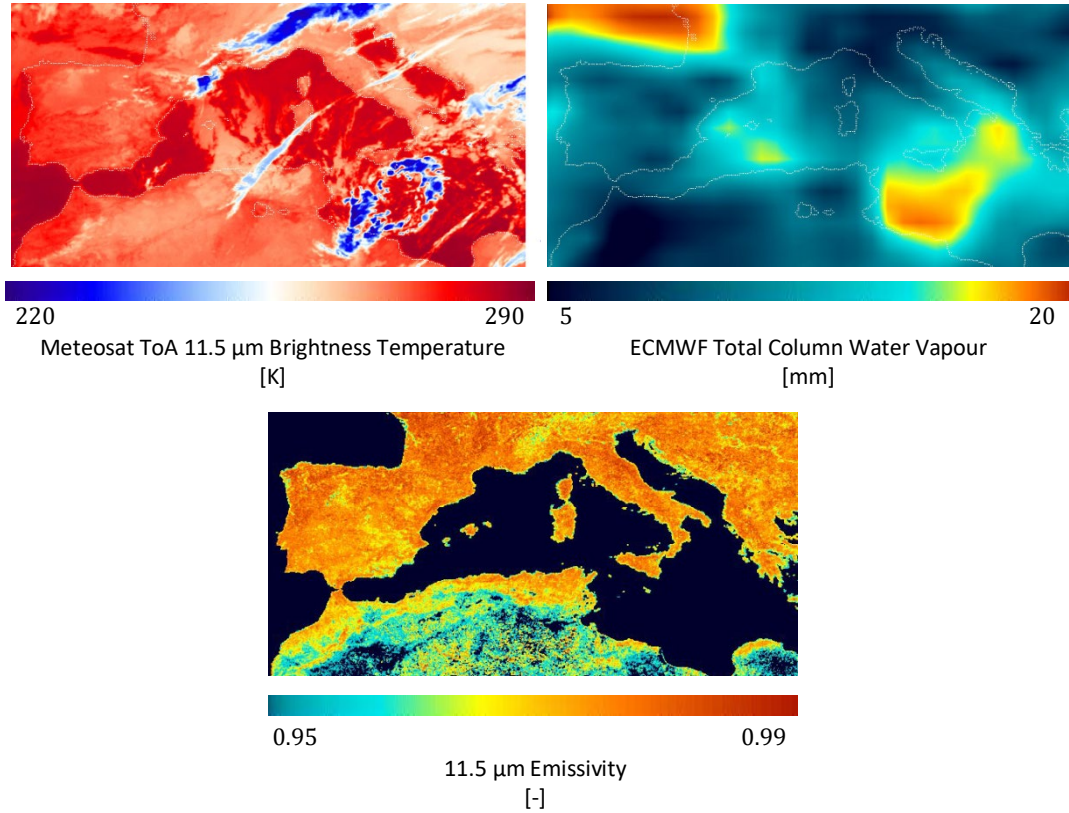 220 290
Meteosat ToA 11.5 µm Brightness Temperature
[K]
5 20
ECMWF Total Column Water Vapour
[mm]
0.95 0.99
11.5 µm Emissivity
[-]